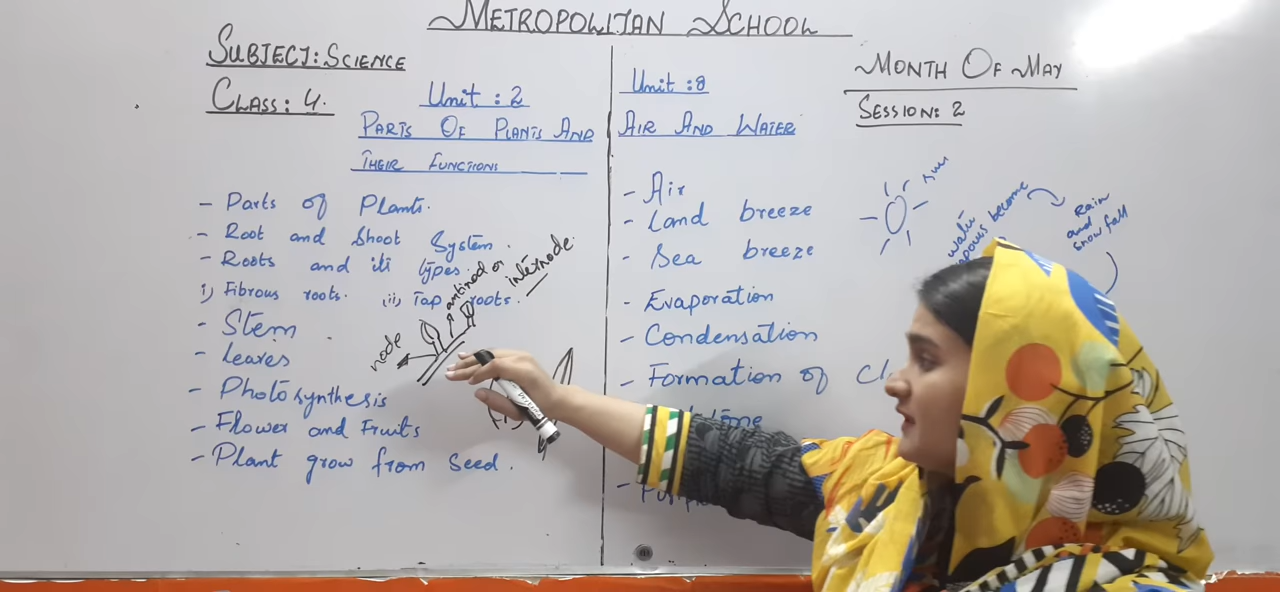 METROPOLITAN SCHOOL
SUBJECT: SCIENCE
CLASS: 4.
Unit : 2
PARTS OF PLANTS AND
THEIR FUNCTIONS
- Parts of Plants.
- Root and Shoot System.
- Roots and its types.
i) Fibrous roots. (ii) Tap roots.
- Stem
- Leaves
- Photosynthesis
- Flower and Fruits
- Plant grow from Seed.
node
or internode
Unit : 8
AIR AND WATER
- Air
- Land breeze
- Sea breeze
- Evaporation
- Condensation
- Formation of
MONTH OF MAY
SESSION: 2
sun
water
become
Rain
and
snow fall